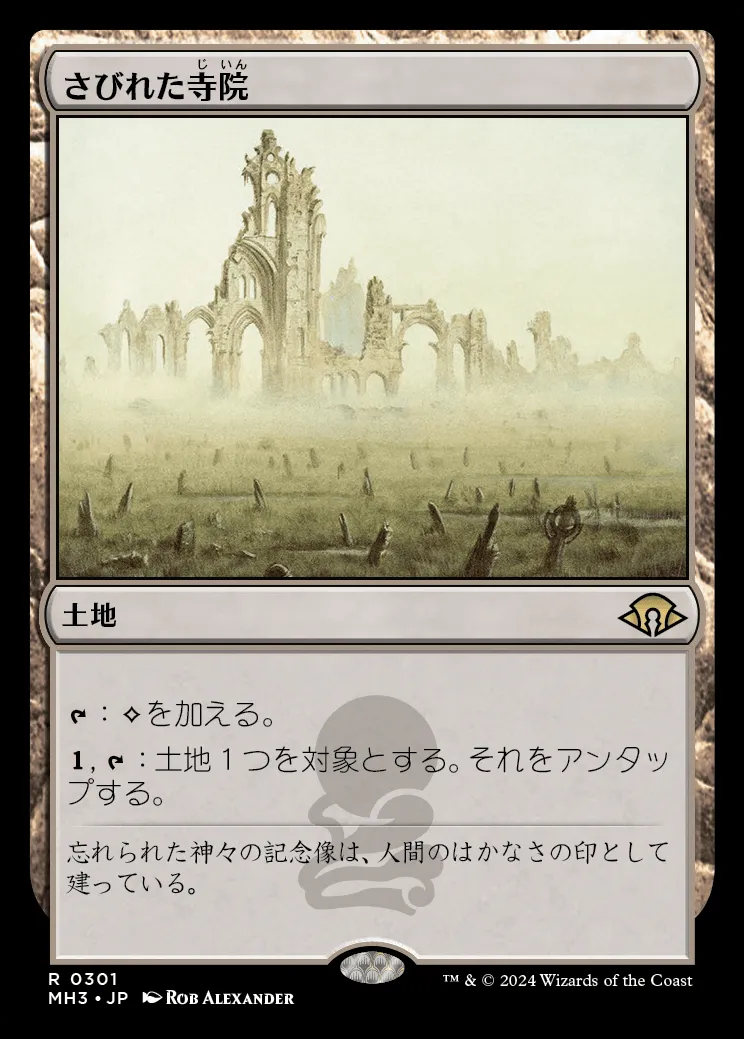 さびれた寺院
土地
：を加える。
1, ：土地１つを対象とする。それをアンタッ
プする。
忘れられた神々の記念像は、人間のはかなさの印として
建っている。
R 0301
MH3 • JP Rob Alexander
™ & © 2024 Wizards of the Coast